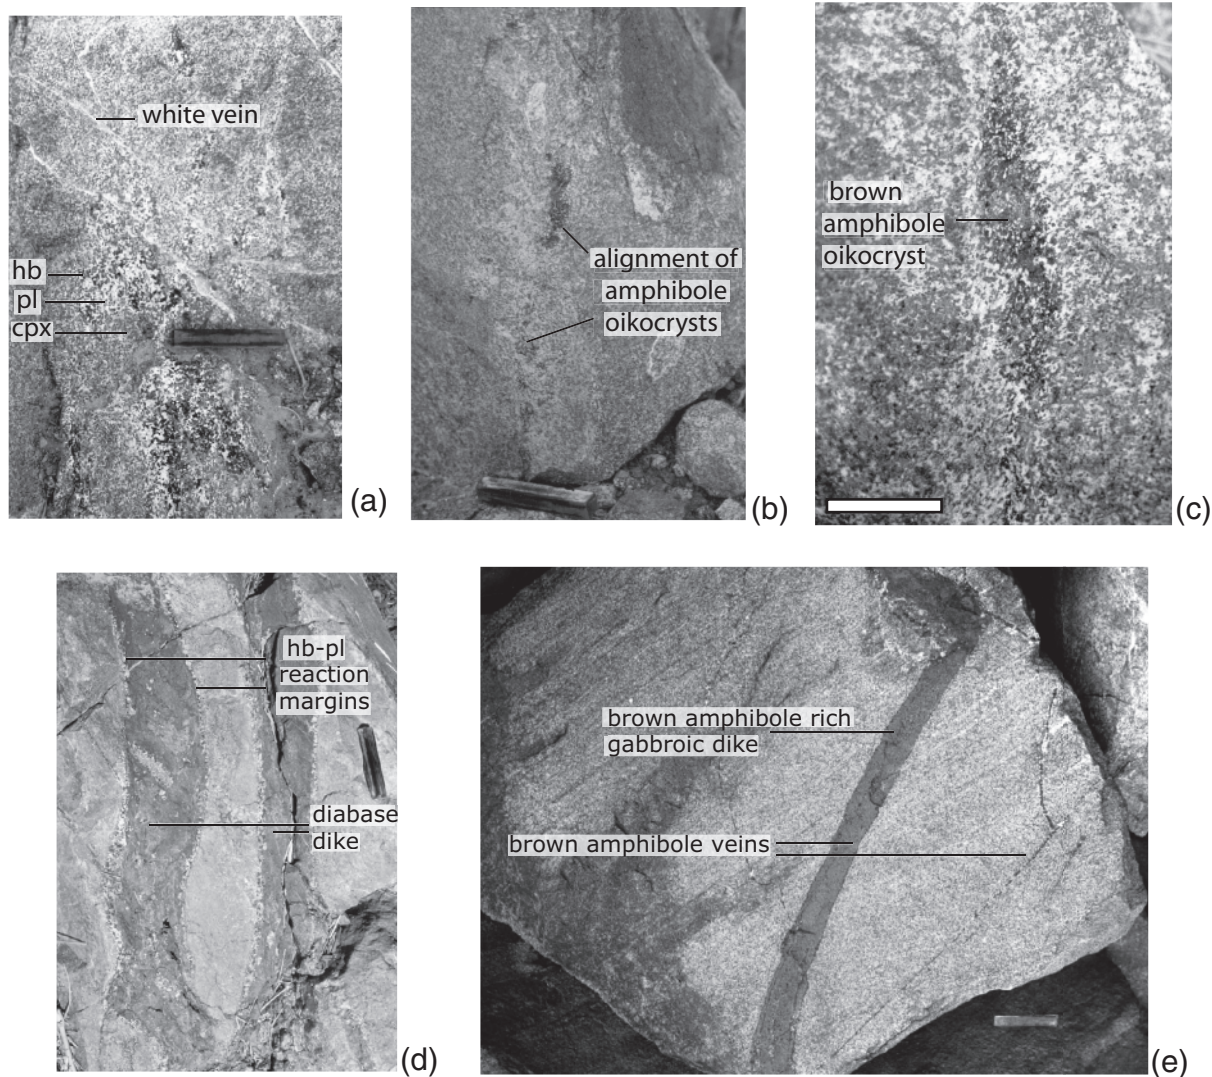 white vein
hb
pl
cpx
(a)
alignment of
amphibole
oikocrysts
(b)
brown
amphibole
oikocryst
(c)
hb-pl
reaction
margins
diabase
dike
(d)
brown amphibole rich
gabbroic dike
brown amphibole veins
(e)